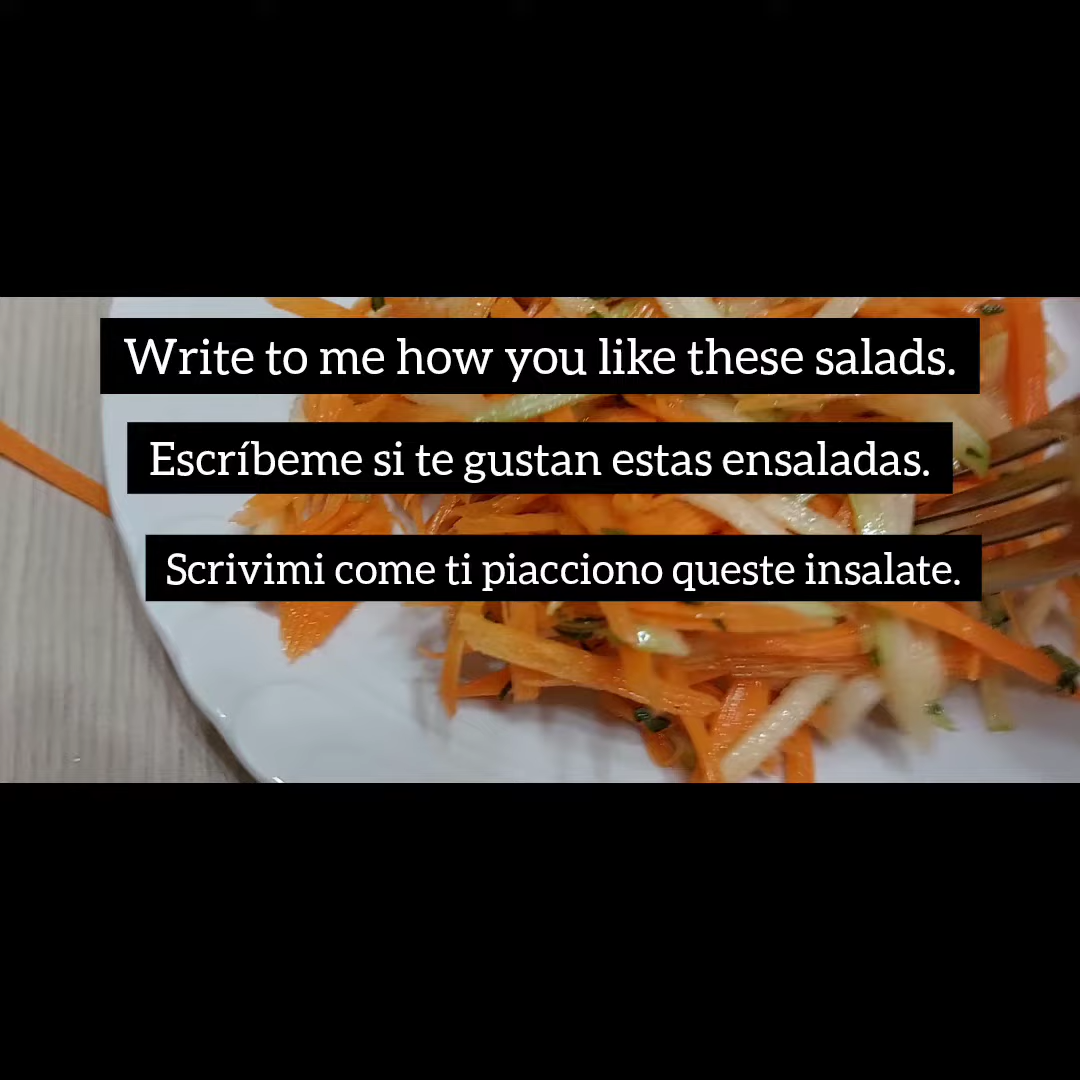 Write to me how you like these salads.
Escríbeme si te gustan estas ensaladas.
Scrivimi come ti piacciono queste insalate.